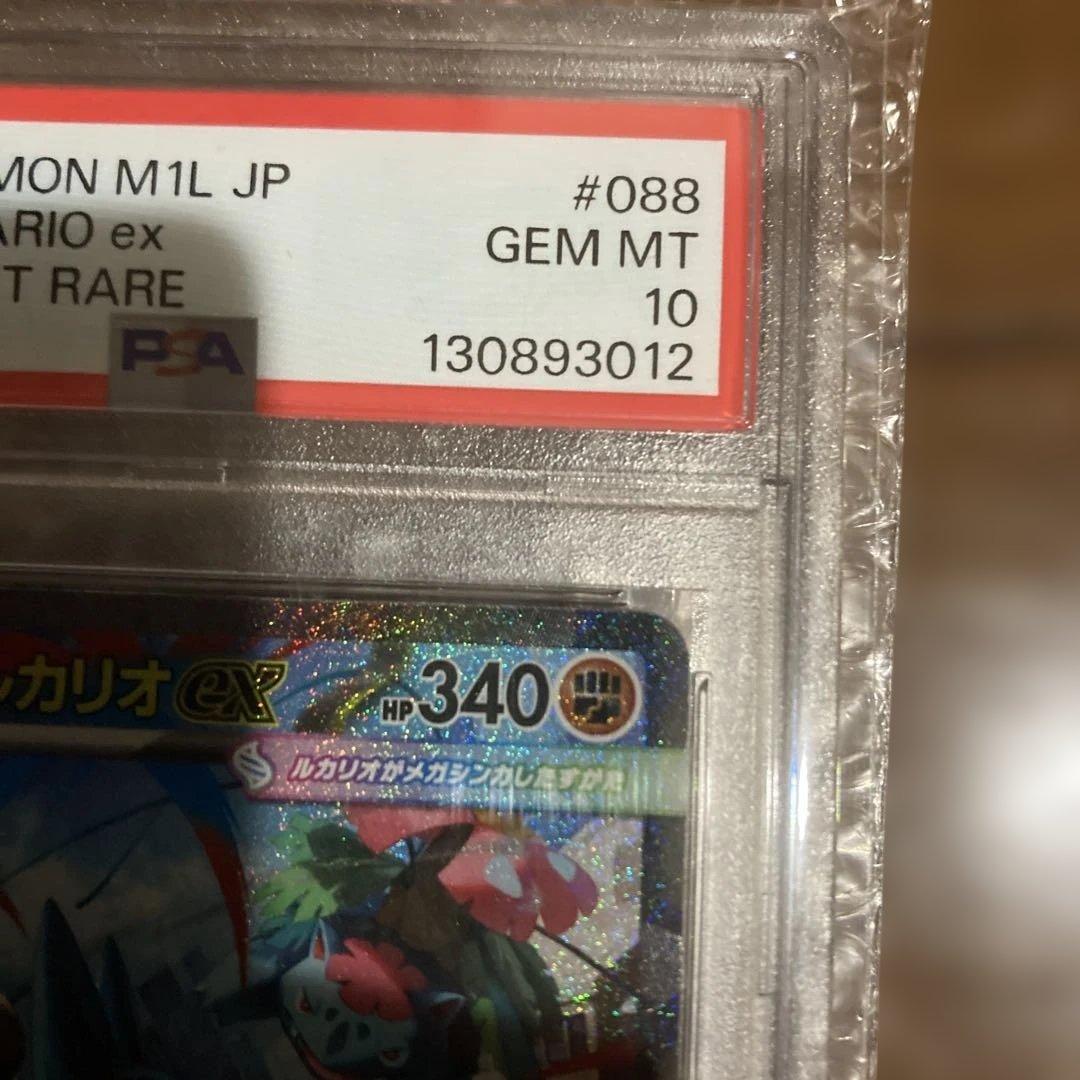 MON M1L JP
#088
ARIO ex
GEM MT
T RARE
10
PSA
130893012
ルカリオex
HP340
ルカリオがメガシンカしたすがた